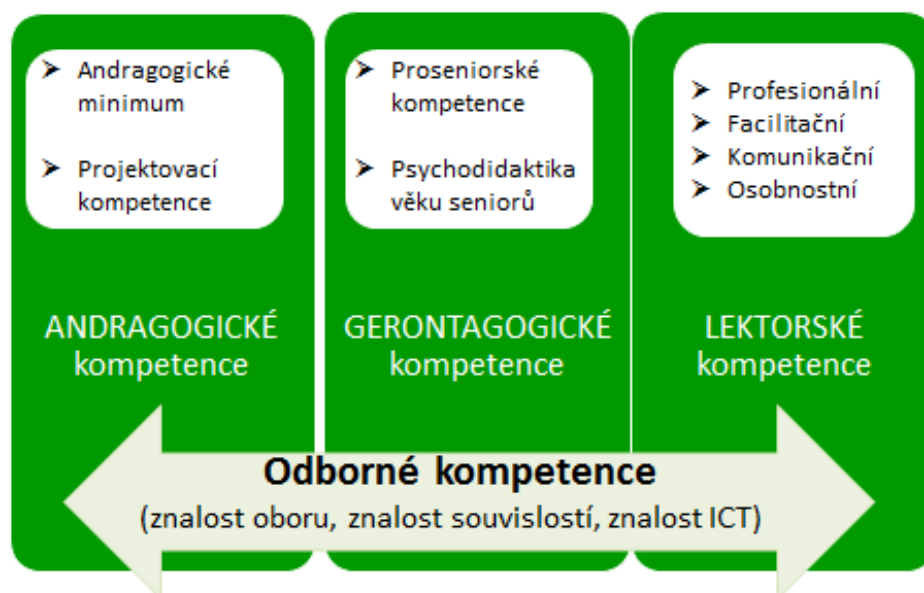 ➢ Andragogické
minimum
➢ Projektovací
kompetence
ANDRAGOGICKÉ
kompetence
➢ Proseniorské
kompetence
➢ Psychodidaktika
věku seniorů
GERONTAGOGICKÉ
kompetence
➢ Profesionální
➢ Facilitační
➢ Komunikační
➢ Osobnostní
LEKTORSKÉ
kompetence
Odborné kompetence
(znalost oboru, znalost souvislostí, znalost ICT)